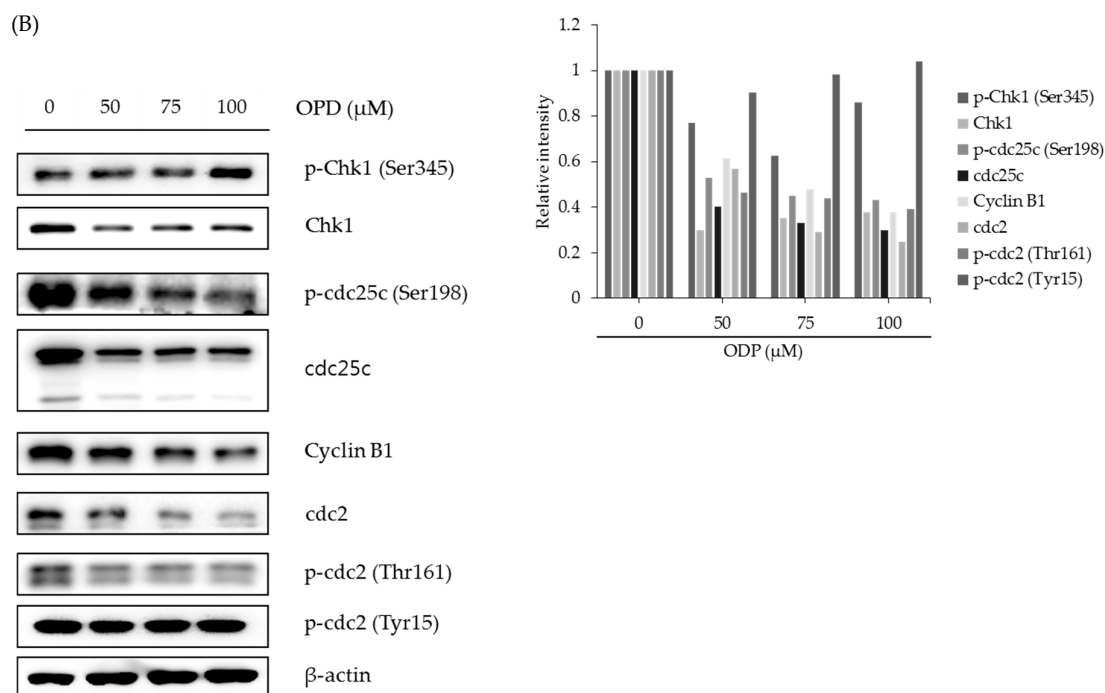 (B)
0 50 75 100 OPD (µM)
p-Chk1 (Ser345)
Chk1
p-cdc25c (Ser198)
cdc25c
Cyclin B1
cdc2
p-cdc2 (Thr161)
p-cdc2 (Tyr15)
β-actin
Relative intensity
1.2
1
0.8
0.6
0.4
0.2
0
0 50 75 100
ODP (µM)
p-Chk1 (Ser345)
Chk1
p-cdc25c (Ser198)
cdc25c
Cyclin B1
cdc2
p-cdc2 (Thr161)
p-cdc2 (Tyr15)